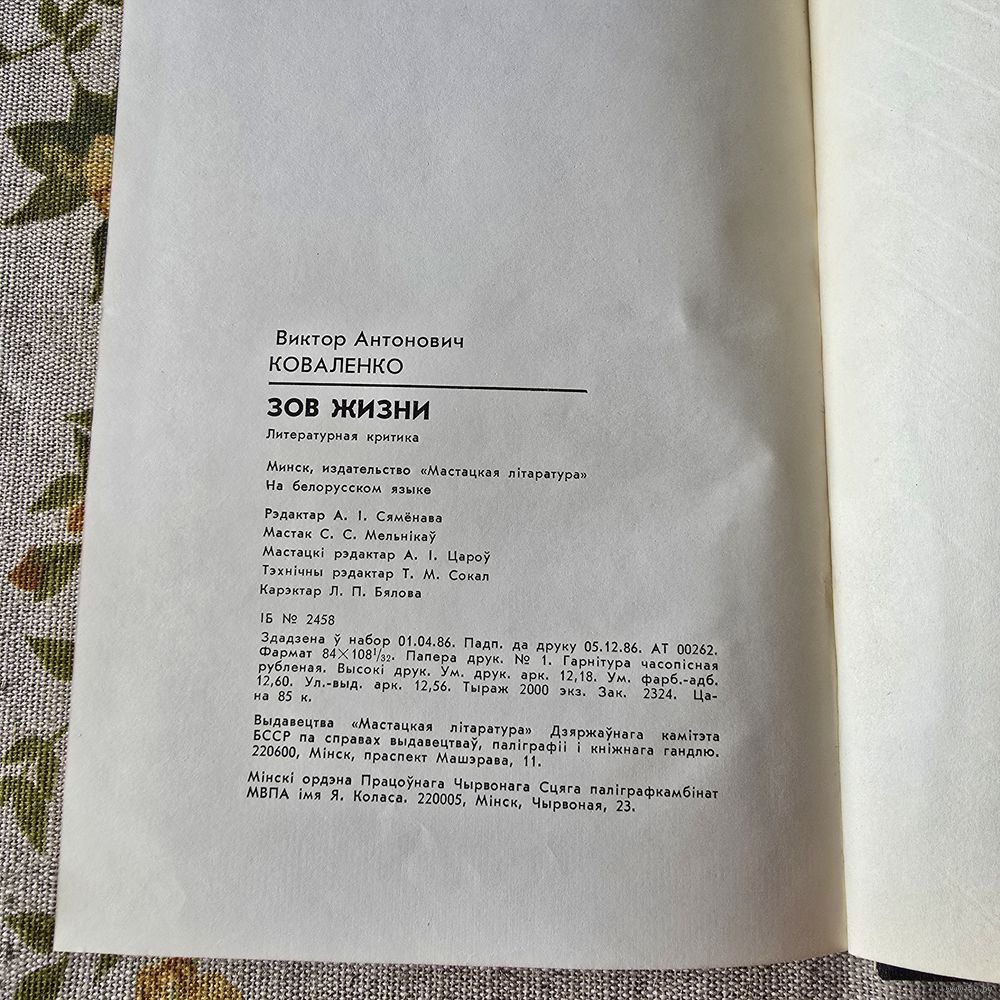 Виктор Антонович
КОВАЛЕНКО
ЗОВ ЖИЗНИ
Литературная критика
Минск, издательство «Мастацкая літаратура»
На белорусском языке
Рэдактар А. І. Сямёнава
Мастак С. С. Мельнікаў
Мастацкі рэдактар А. І. Цароў
Тэхнічны рэдактар Т. М. Сокал
Карэктар Л. П. Бялова
ІБ № 2458
Здадзена ў набор 01.04.86. Падп. да друку 05.12.86. АТ 00262.
Фармат 84×108¹/₃₂. Папера друк. № 1. Гарнітура часопісная
рубленая. Высокі друк. Ум. друк. арк. 12,18. Ум. фарб.-адб.
12,60. Ул.-выд. арк. 12,56. Тыраж 2000 экз. Зак. 2324. Ца-
на 85 к.
Выдавецтва «Мастацкая літаратура» Дзяржаўнага камітэта
БССР па справах выдавецтваў, паліграфіі і кніжнага гандлю.
220600, Мінск, праспект Машэрава, 11.
Мінскі ордэна Працоўнага Чырвонага Сцяга паліграфкамбінат
МВПА імя Я. Коласа. 220005, Мінск, Чырвоная, 23.